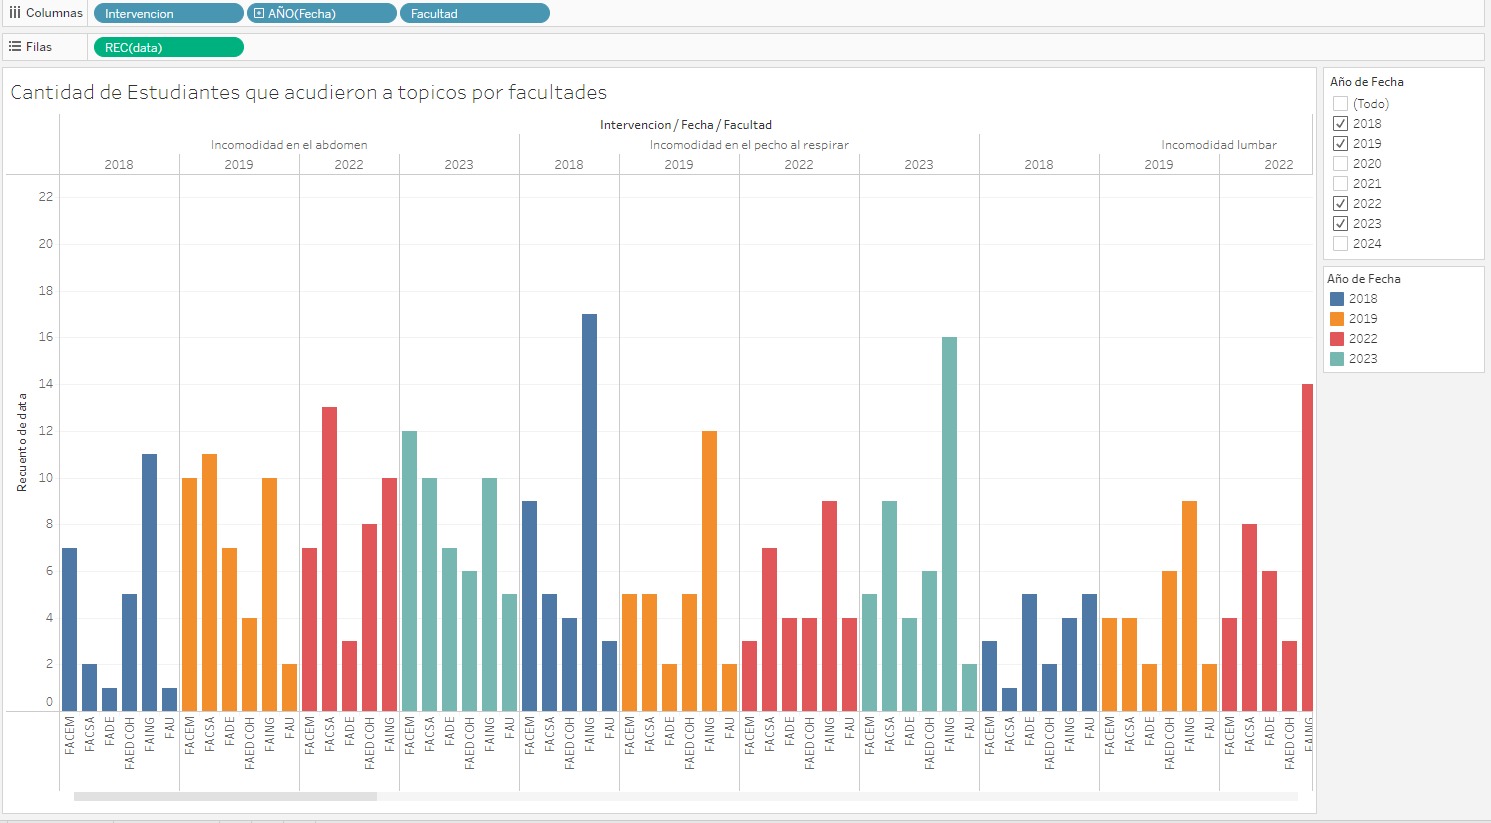 Columnas Intervencion AÑO(Fecha) Facultad
Filas REC(data)
Cantidad de Estudiantes que acudieron a topicos por facultades
Intervencion / Fecha / Facultad
Incomodidad en el abdomen Incomodidad en el pecho al respirar Incomodidad lumbar
2018 2019 2022 2023 2018 2019 2022 2023 2018 2019 2022
Recuento de data
22
20
18
16
14
12
10
8
6
4
2
0
FACEM FACSA FADE FAEDCOH FAING FAU FACEM FACSA FADE FAEDCOH FAING FAU FACEM FACSA FADE FAEDCOH FAING FACEM FACSA FADE FAEDCOH FAING FAU FACEM FACSA FADE FAEDCOH FAING FAU FACEM FACSA FADE FAEDCOH FAING FAU FACEM FACSA FADE FAEDCOH FAING FAU FACEM FACSA FADE FAEDCOH FAING FAU FACEM FACSA FADE FAEDCOH FAING FAU FACEM FACSA FADE FAEDCOH FAING FAU FACEM FACSA FADE FAEDCOH FAING
Año de Fecha
(Todo)
2018
2019
2020
2021
2022
2023
2024
Año de Fecha
2018
2019
2022
2023